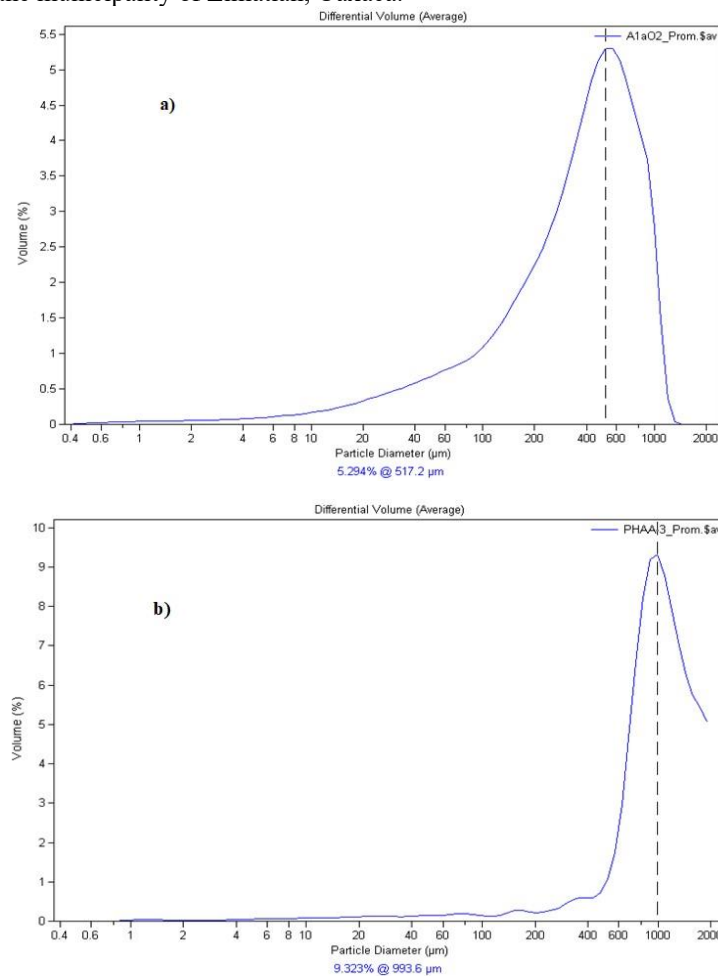 Differential Volume (Average)
A1aO2_Prom.$av
a)
5.5
5
4.5
4
3.5
3
2.5
2
1.5
1
0.5
0
Volume (%)
0.4 0.6 1 2 4 6 8 10 20 40 60 100 200 400 600 1000 2000
Particle Diameter (µm)
5.294% @ 517.2 µm
Differential Volume (Average)
PHAAI3_Prom.$av
b)
10
9
8
7
6
5
4
3
2
1
0
Volume (%)
0.4 0.6 1 2 4 6 8 10 20 40 60 100 200 400 600 1000 2000
Particle Diameter (µm)
9.323% @ 993.6 µm